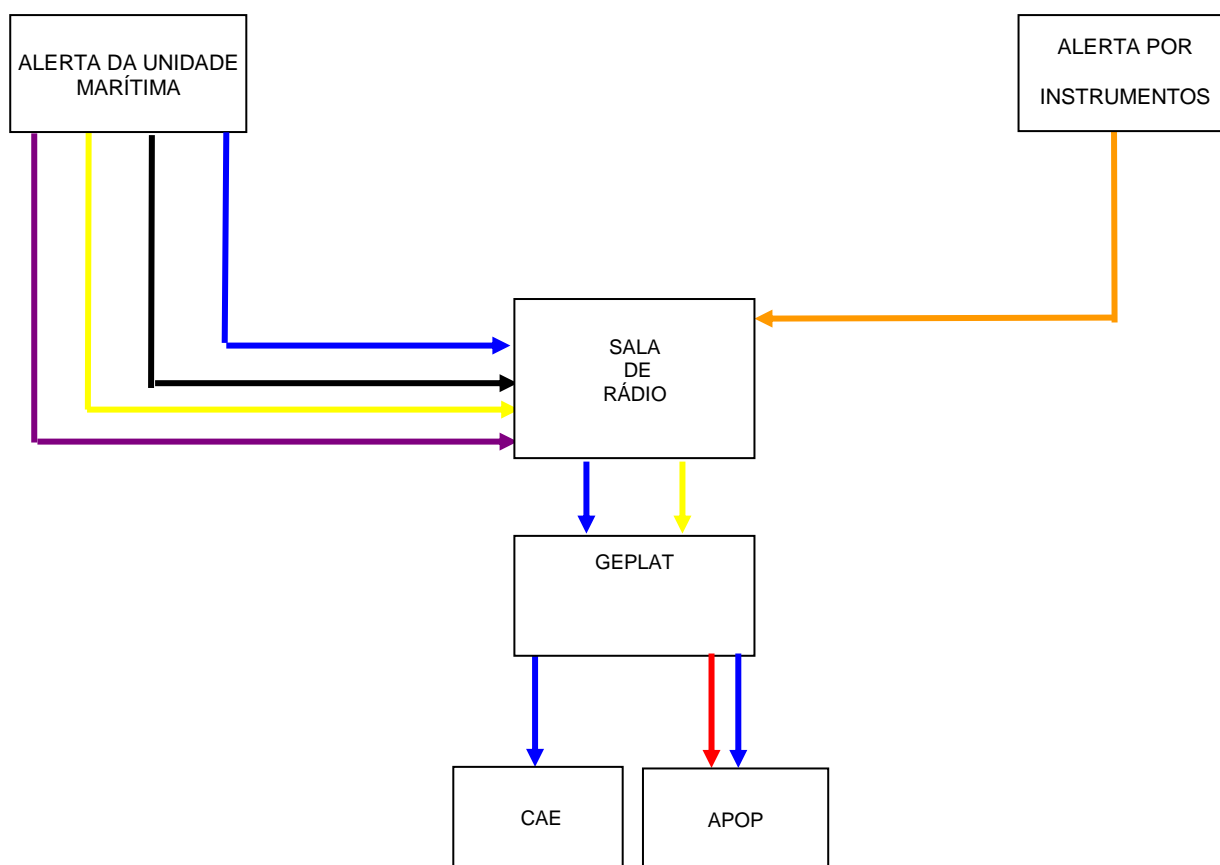 ALERTA DA UNIDADE
MARÍTIMA
ALERTA POR
INSTRUMENTOS
SALA
DE
RÁDIO
GEPLAT
CAE
APOP